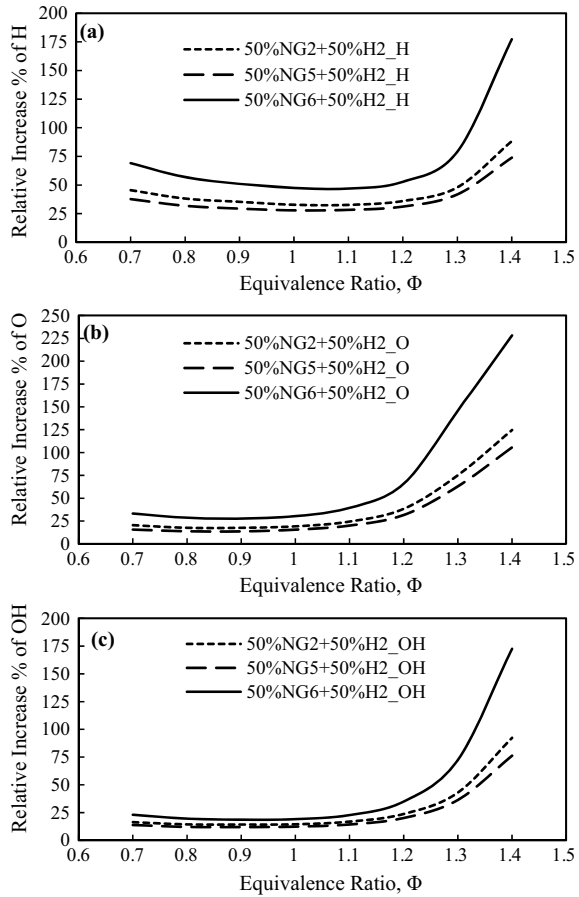 (a)
Relative Increase % of H
200
175
150
125
100
75
50
25
0
50%NG2+50%H2_H
50%NG5+50%H2_H
50%NG6+50%H2_H
0.6 0.7 0.8 0.9 1 1.1 1.2 1.3 1.4 1.5
Equivalence Ratio, Φ
(b)
Relative Increase % of O
250
225
200
175
150
125
100
75
50
25
0
50%NG2+50%H2_O
50%NG5+50%H2_O
50%NG6+50%H2_O
0.6 0.7 0.8 0.9 1 1.1 1.2 1.3 1.4 1.5
Equivalence Ratio, Φ
(c)
Relative Increase % of OH
200
175
150
125
100
75
50
25
0
50%NG2+50%H2_OH
50%NG5+50%H2_OH
50%NG6+50%H2_OH
0.6 0.7 0.8 0.9 1 1.1 1.2 1.3 1.4 1.5
Equivalence Ratio, Φ